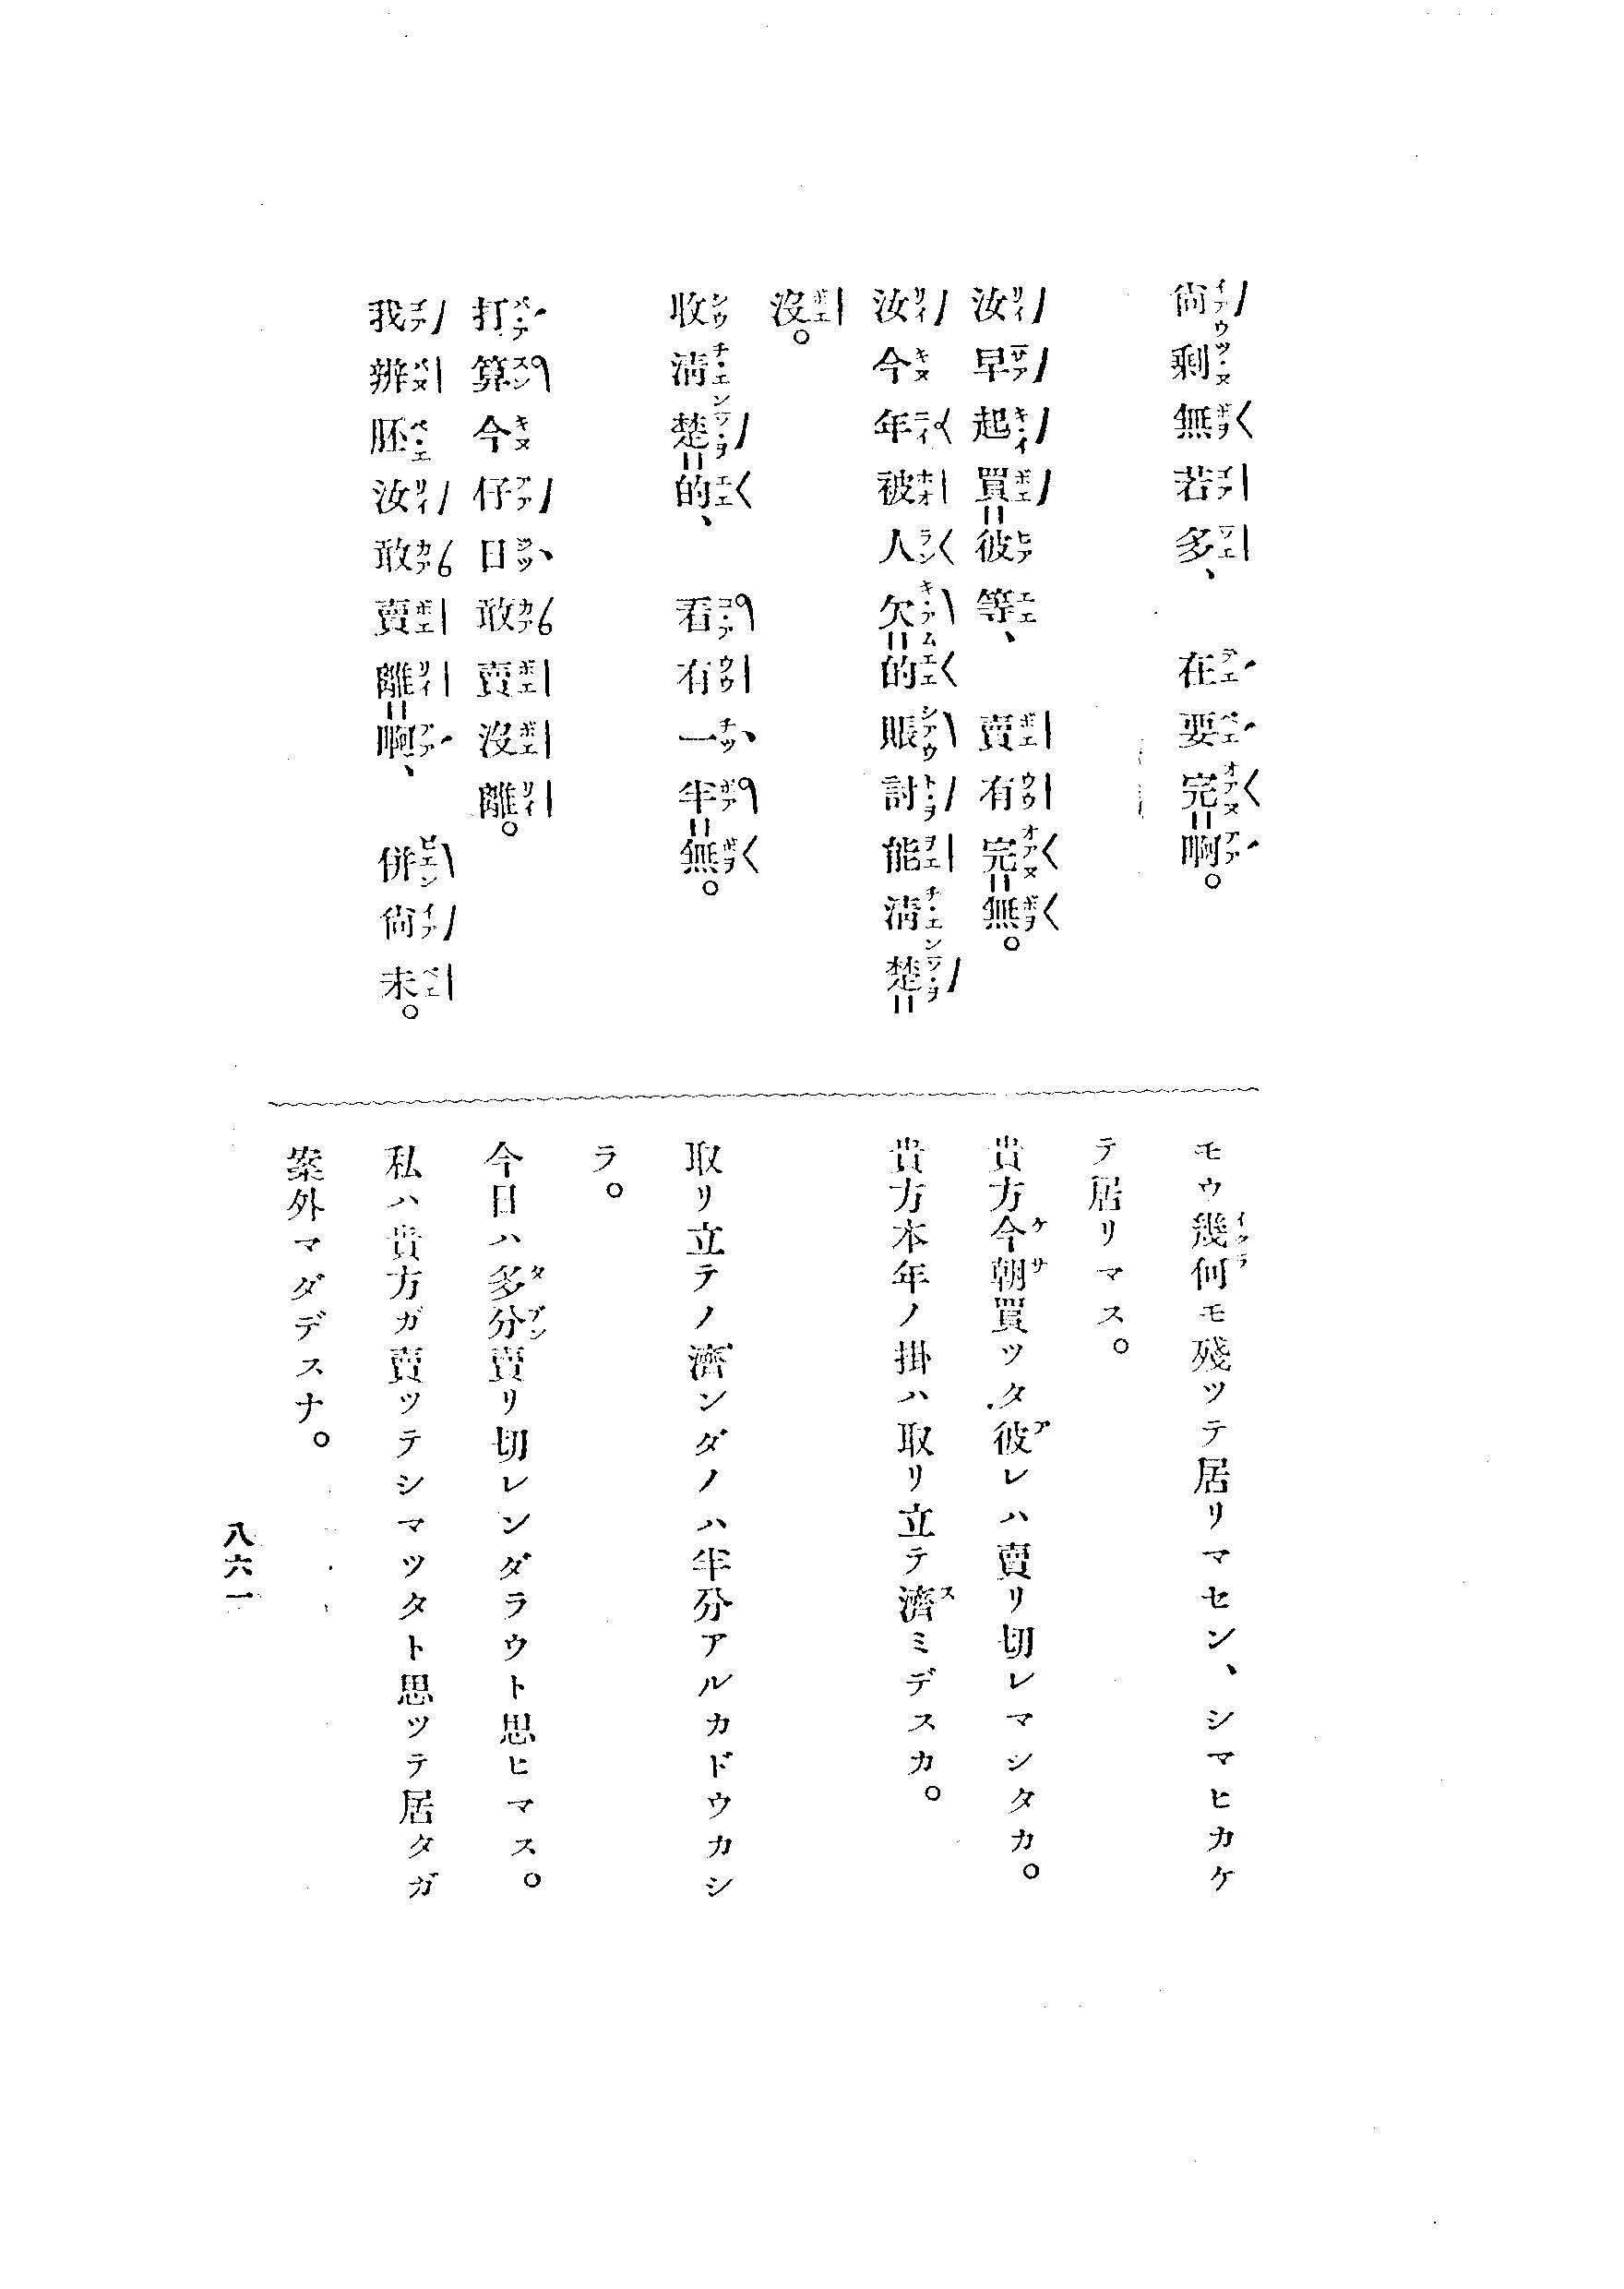 尙剩無若多、在要完＝啊。
汝早起買＝彼等、賣有完＝無。
汝今年被人欠＝的賬討能淸楚＝
沒。
收淸楚＝的、看有一半＝無。
打算今仔日敢賣沒離。
我辦胚汝敢賣離＝啊、併尙未。
モウ幾何モ殘ツテ居リマセン、シマヒカケ
テ居リマス。
貴方今朝買ツタ彼レハ賣リ切レマシタカ。
貴方本年ノ掛ハ取リ立テ濟ミデスカ。
取リ立テノ濟ンダノハ半分アルカドウカシ
ラ。
今日ハ多分賣リ切レンダラウト思ヒマス。
私ハ貴方ガ賣ツテシマツタト思ツテ居タガ
案外マダデスナ。
八六一